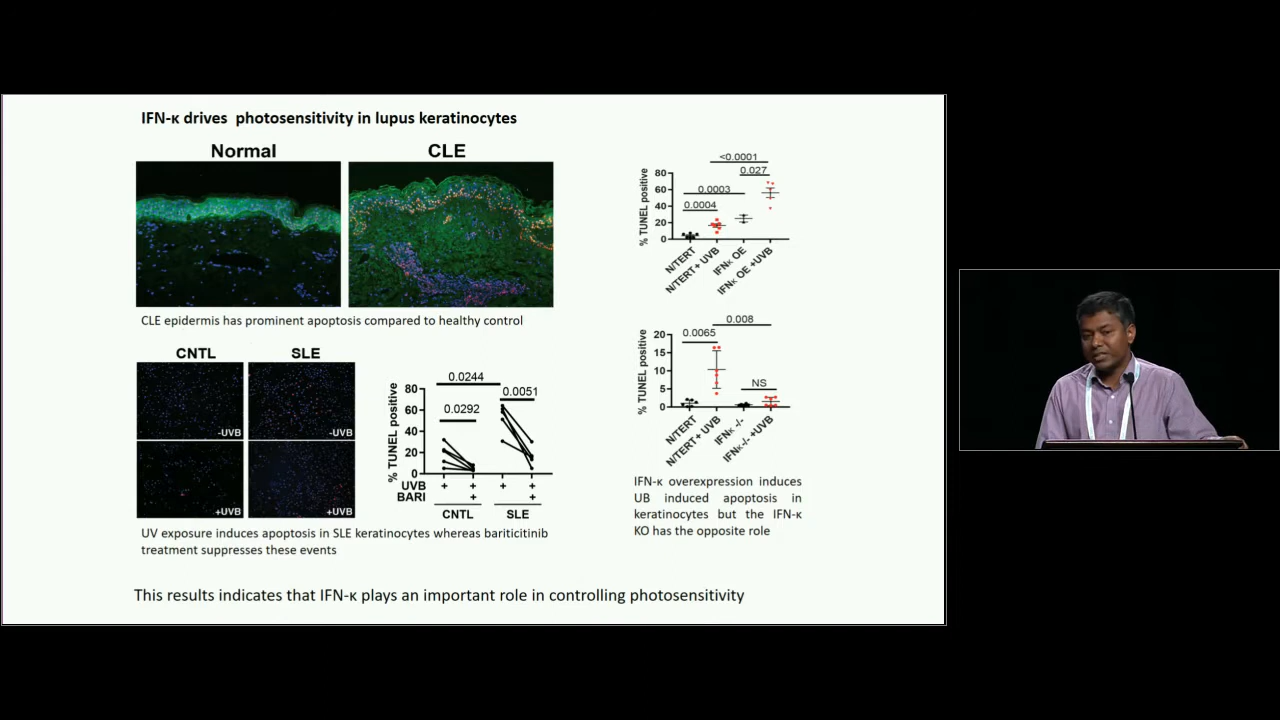 IFN-κ drives photosensitivity in lupus keratinocytes
Normal
CLE
CLE epidermis has prominent apoptosis compared to healthy control
CNTL
SLE
-UVB
-UVB
+UVB
+UVB
% TUNEL positive
80
60
40
20
0
0.0244
0.0051
0.0292
UVB + + + +
BARI + +
CNTL
SLE
UV exposure induces apoptosis in SLE keratinocytes whereas bariticitinib
treatment suppresses these events
% TUNEL positive
80
60
40
20
0
<0.0001
0.027
0.0003
0.0004
N/TERT
N/TERT+ UVB
IFNκ OE
IFNκ OE +UVB
% TUNEL positive
20
15
10
5
0
0.008
0.0065
NS
N/TERT
N/TERT+ UVB
IFNκ -/-
IFNκ-/- +UVB
IFN-κ overexpression induces
UB induced apoptosis in
keratinocytes but the IFN-κ
KO has the opposite role
This results indicates that IFN-κ plays an important role in controlling photosensitivity